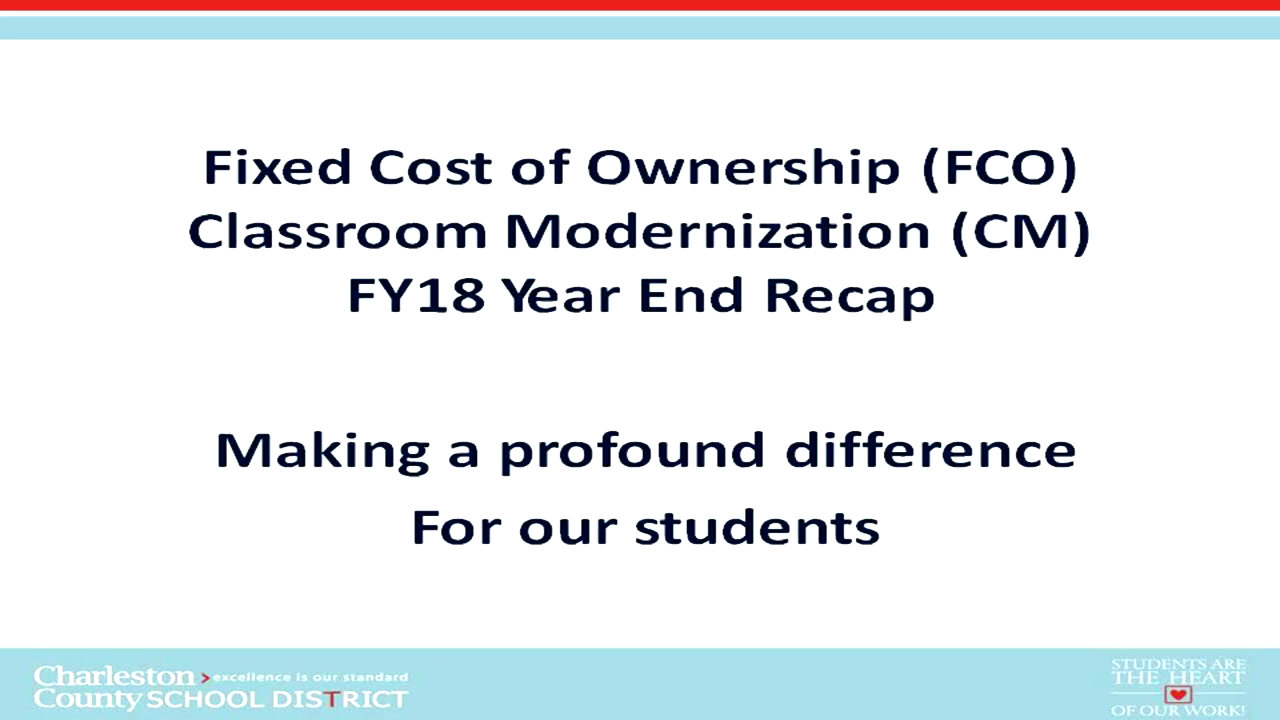 Fixed Cost of Ownership (FCO)
Classroom Modernization (CM)
FY18 Year End Recap
Making a profound difference
For our students
Charleston > excellence is our standard
County SCHOOL DISTRICT
STUDENTS ARE
THE HEART
OF OUR WORK!